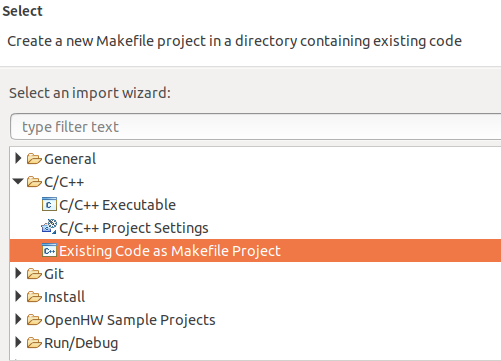 Select
Create a new Makefile project in a directory containing existing code
Select an import wizard:
type filter text
General
C/C++
C/C++ Executable
C/C++ Project Settings
Existing Code as Makefile Project
Git
Install
OpenHW Sample Projects
Run/Debug